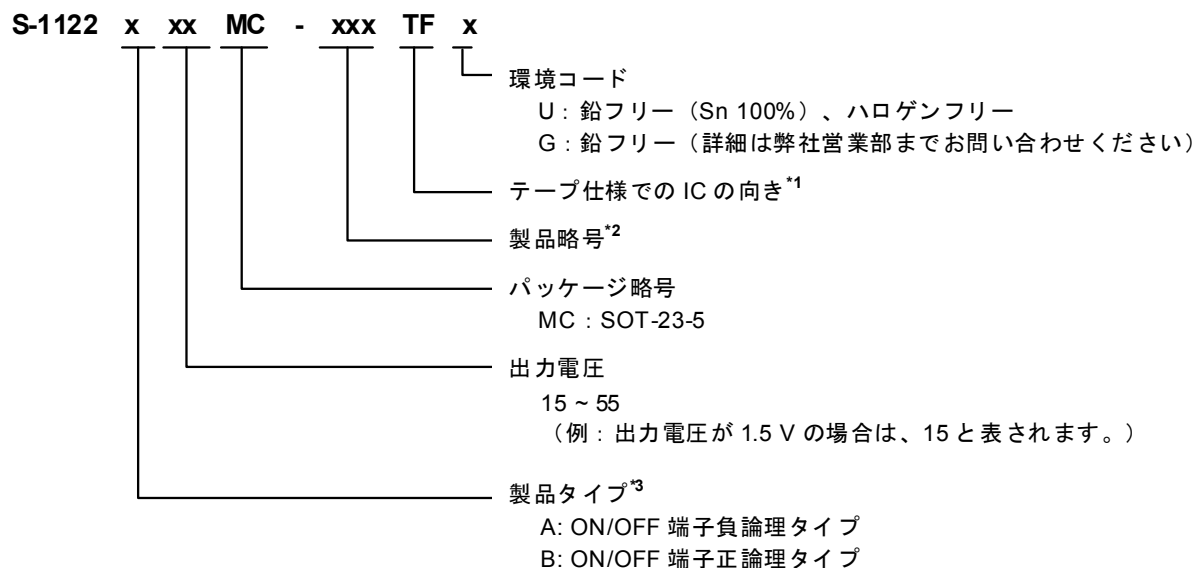 S-1122 x xx MC - xxx TF x
環境コード
U : 鉛フリー（Sn 100%）、ハロゲンフリー
G : 鉛フリー（詳細は弊社営業部までお問い合わせください）
テープ仕様での IC の向き*1
製品略号*2
パッケージ略号
MC : SOT-23-5
出力電圧
15 ~ 55
（例 : 出力電圧が 1.5 V の場合は、15 と表されます。）
製品タイプ*3
A: ON/OFF 端子負論理タイプ
B: ON/OFF 端子正論理タイプ